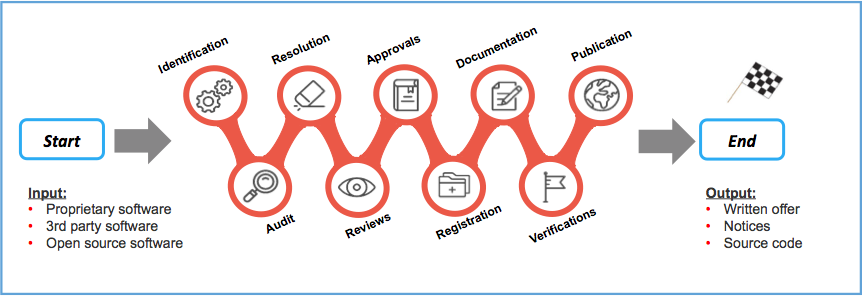 Identification
Resolution
Approvals
Documentation
Publication
Start
End
Audit
Reviews
Registration
Verifications
Input:
• Proprietary software
• 3rd party software
• Open source software
Output:
• Written offer
• Notices
• Source code